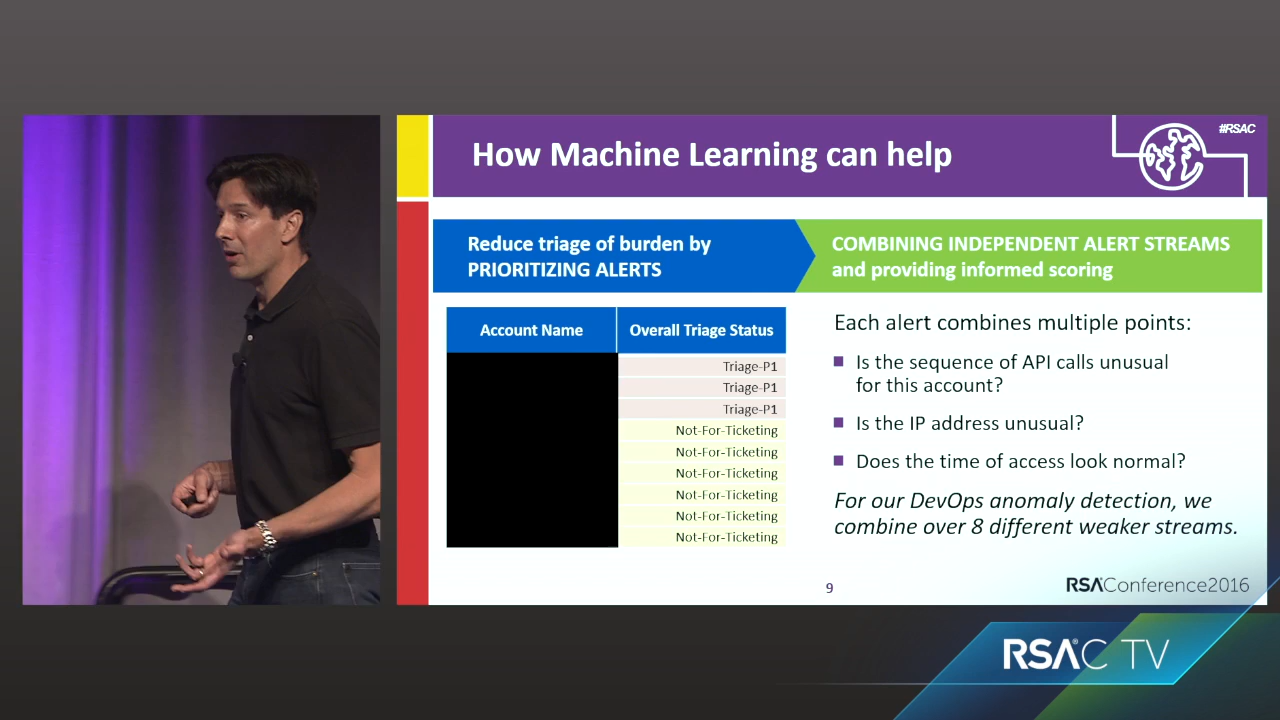 How Machine Learning can help
#RSAC
Reduce triage of burden by
PRIORITIZING ALERTS
COMBINING INDEPENDENT ALERT STREAMS
and providing informed scoring
Account Name
Overall Triage Status
Triage-P1
Triage-P1
Triage-P1
Not-For-Ticketing
Not-For-Ticketing
Not-For-Ticketing
Not-For-Ticketing
Not-For-Ticketing
Not-For-Ticketing
Each alert combines multiple points:
Is the sequence of API calls unusual
for this account?
Is the IP address unusual?
Does the time of access look normal?
For our DevOps anomaly detection, we
combine over 8 different weaker streams.
9
RSAConference2016
RSAC TV